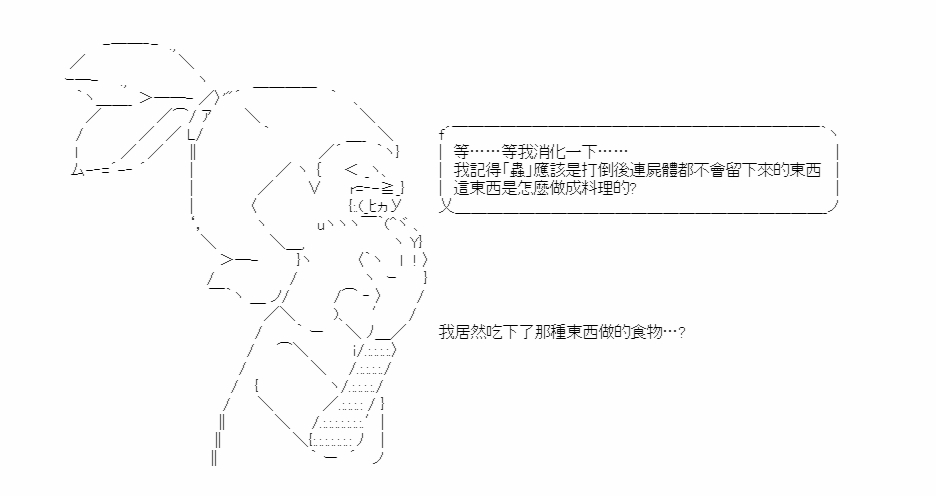 等……等我消化一下……
我記得「蟲」應該是打倒後連屍體都不會留下來的東西
這東西是怎麼做成料理的?
我居然吃下了那種東西做的食物…?